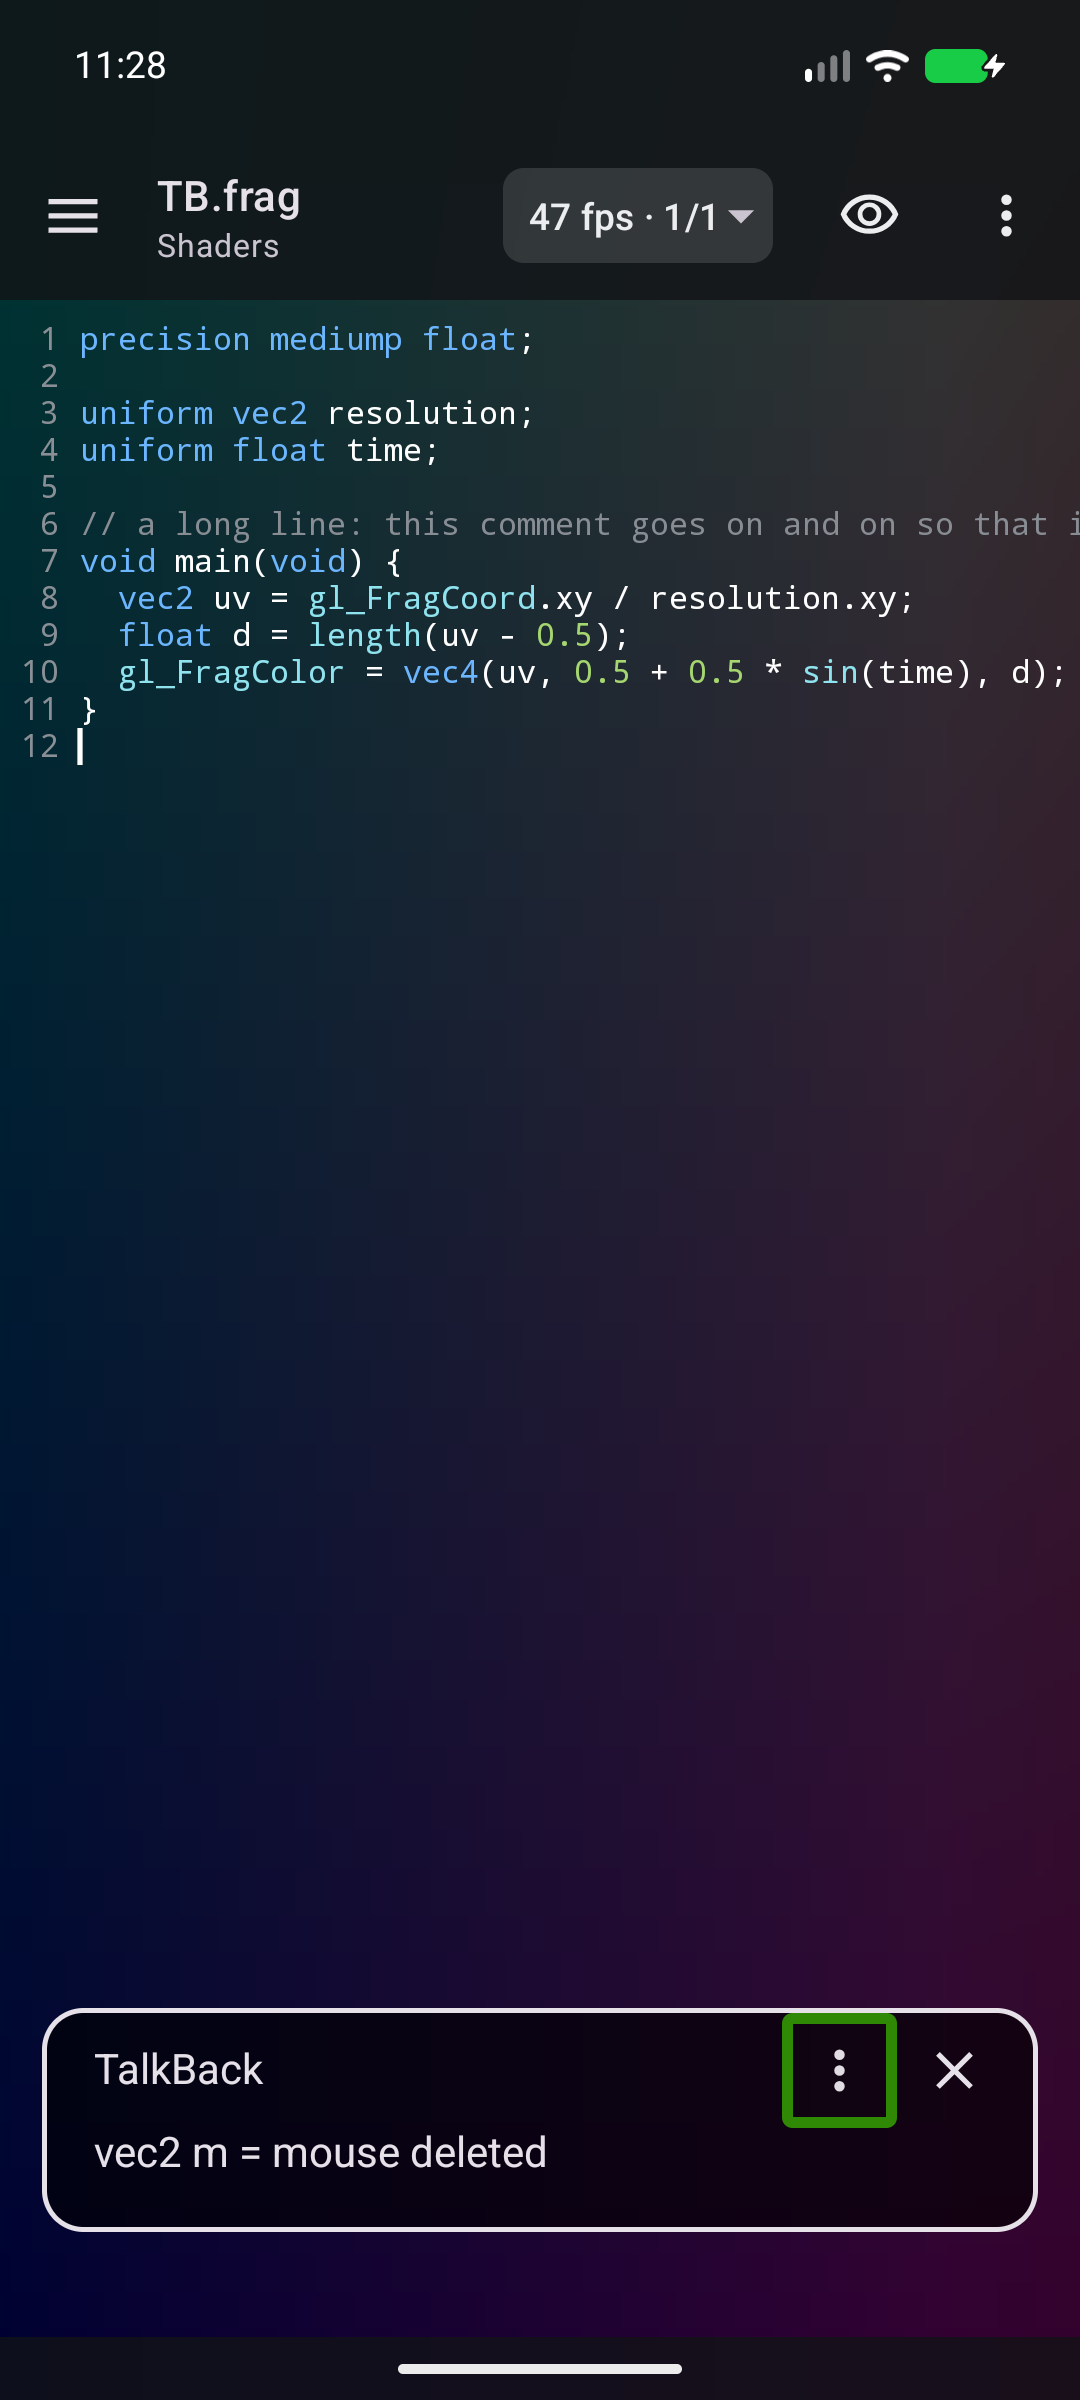 11:28
TB.frag
Shaders
47 fps · 1/1
1 precision mediump float;
2
3 uniform vec2 resolution;
4 uniform float time;
5
6 // a long line: this comment goes on and on so that i
7 void main(void) {
8   vec2 uv = gl_FragCoord.xy / resolution.xy;
9   float d = length(uv - 0.5);
10   gl_FragColor = vec4(uv, 0.5 + 0.5 * sin(time), d);
11 }
12
TalkBack
vec2 m = mouse deleted